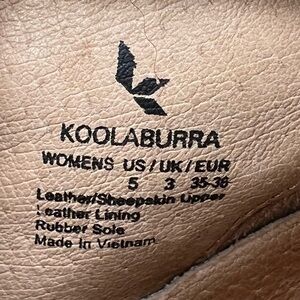 KOOLABURRA
WOMENS US/UK/EUR
5 3 35-36
Leather/Sheepskin Upper
Leather Lining
Rubber Sole
Made in Vietnam